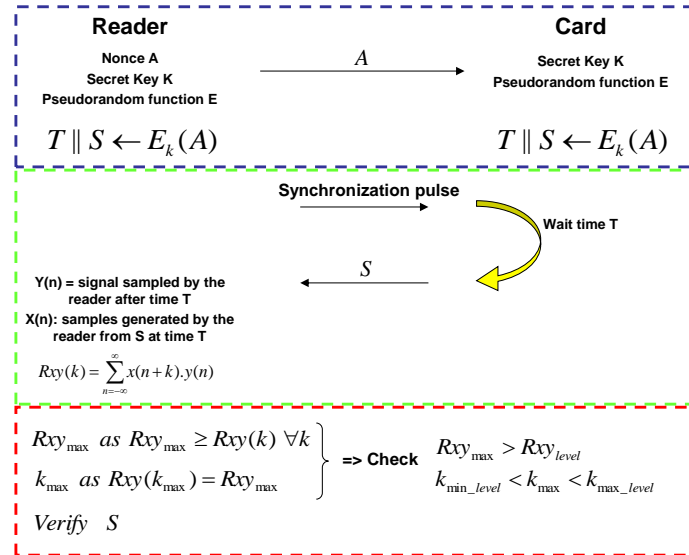 Reader Card
Nonce A
Secret Key K
Pseudorandom function E
A
Secret Key K
Pseudorandom function E
T || S ← E_k(A) T || S ← E_k(A)
Synchronization pulse
Wait time T
S
Y(n) = signal sampled by the
reader after time T
X(n): samples generated by the
reader from S at time T
Rxy(k) = ∑_{n=-∞}^{∞} x(n+k).y(n)
Rxy_max as Rxy_max ≥ Rxy(k) ∀k
k_max as Rxy(k_max) = Rxy_max
=> Check
Rxy_max > Rxy_level
k_min_level < k_max < k_max_level
Verify S